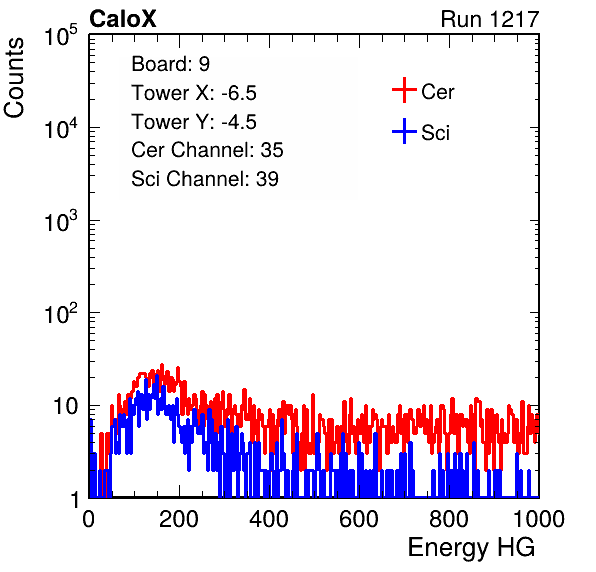 CaloX Run 1217
Counts
10^5
10^4
10^3
10^2
10
1
Board: 9
Tower X: -6.5
Tower Y: -4.5
Cer Channel: 35
Sci Channel: 39
Cer
Sci
0 200 400 600 800 1000
Energy HG